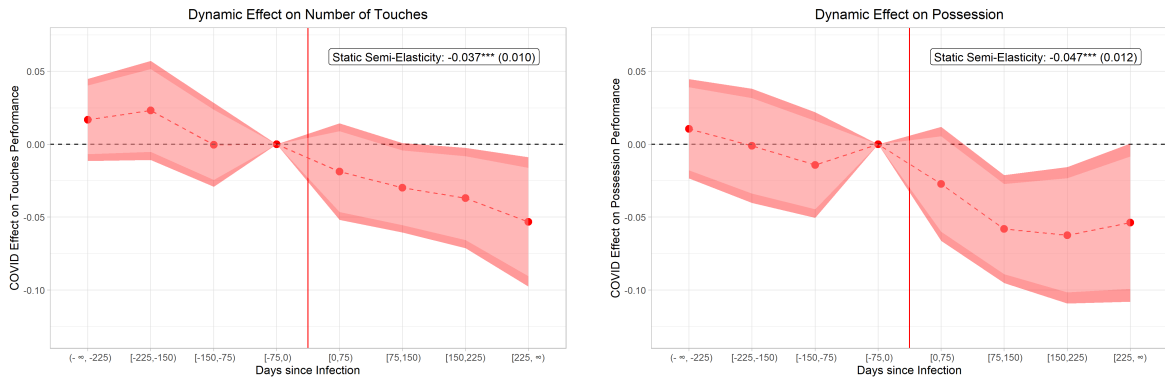 Dynamic Effect on Number of Touches
Static Semi-Elasticity: -0.037*** (0.010)
COVID Effect on Touches Performance
0.05
0.00
-0.05
-0.10
(- ∞, -225)
[-225,-150)
[-150,-75)
[-75,0)
[0,75)
[75,150)
[150,225)
[225, ∞)
Days since Infection
Dynamic Effect on Possession
Static Semi-Elasticity: -0.047*** (0.012)
COVID Effect on Possession Performance
0.05
0.00
-0.05
-0.10
(- ∞, -225)
[-225,-150)
[-150,-75)
[-75,0)
[0,75)
[75,150)
[150,225)
[225, ∞)
Days since Infection